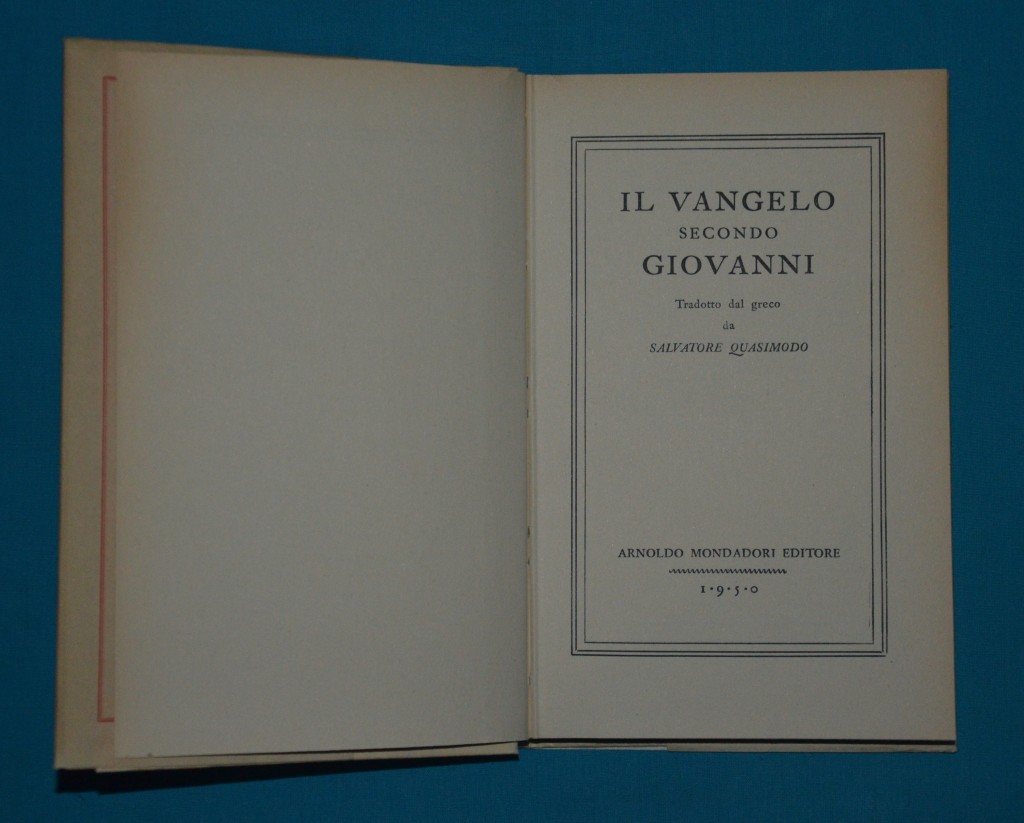 IL VANGELO
SECONDO
GIOVANNI
Tradotto dal greco
da
SALVATORE QUASIMODO
ARNOLDO MONDADORI EDITORE
1·9·5·0